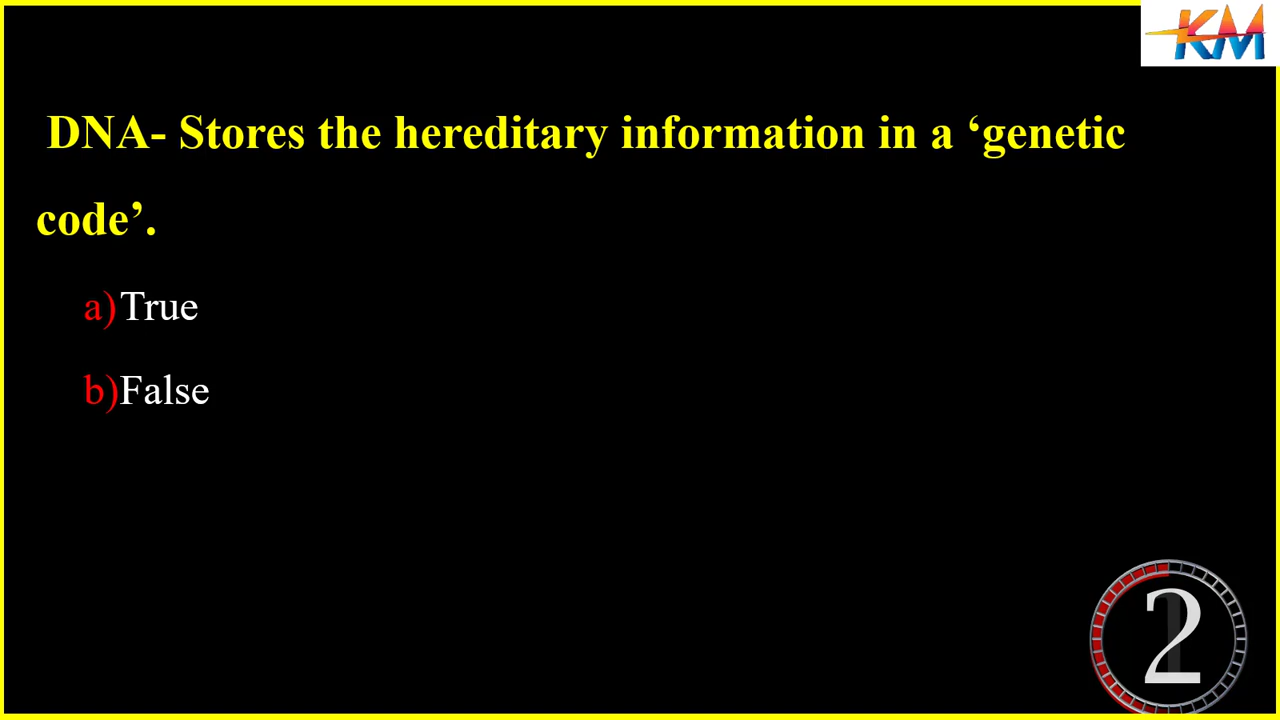 KM
DNA- Stores the hereditary information in a ‘genetic
code’.
a) True
b) False
2